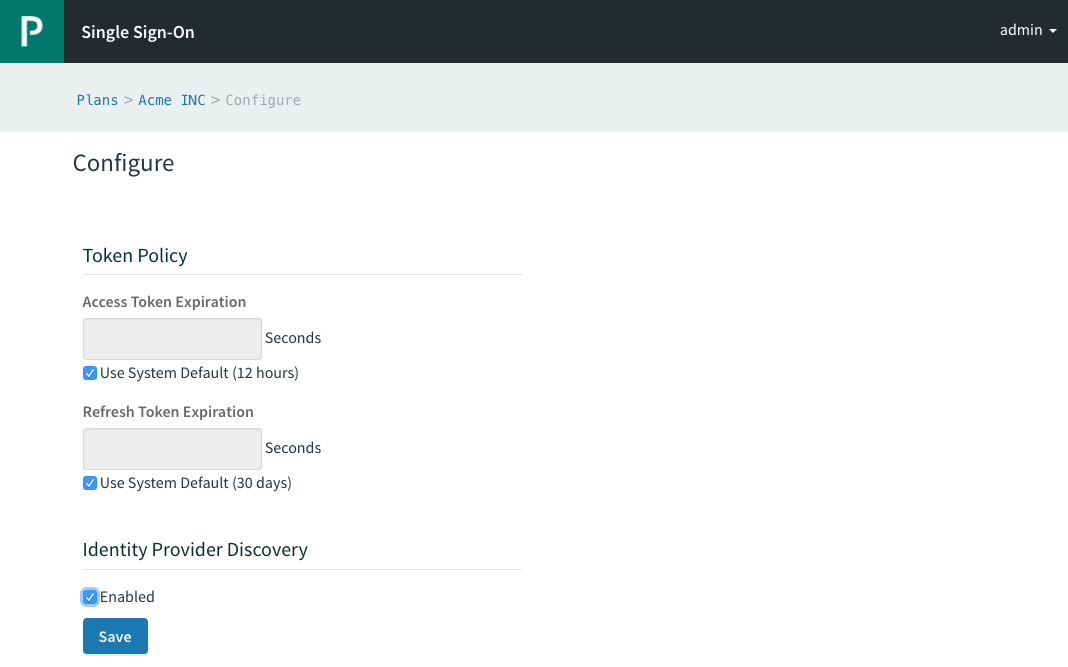 P
Single Sign-On
admin
Plans > Acme INC > Configure
Configure
Token Policy
Access Token Expiration
Seconds
Use System Default (12 hours)
Refresh Token Expiration
Seconds
Use System Default (30 days)
Identity Provider Discovery
Enabled
Save